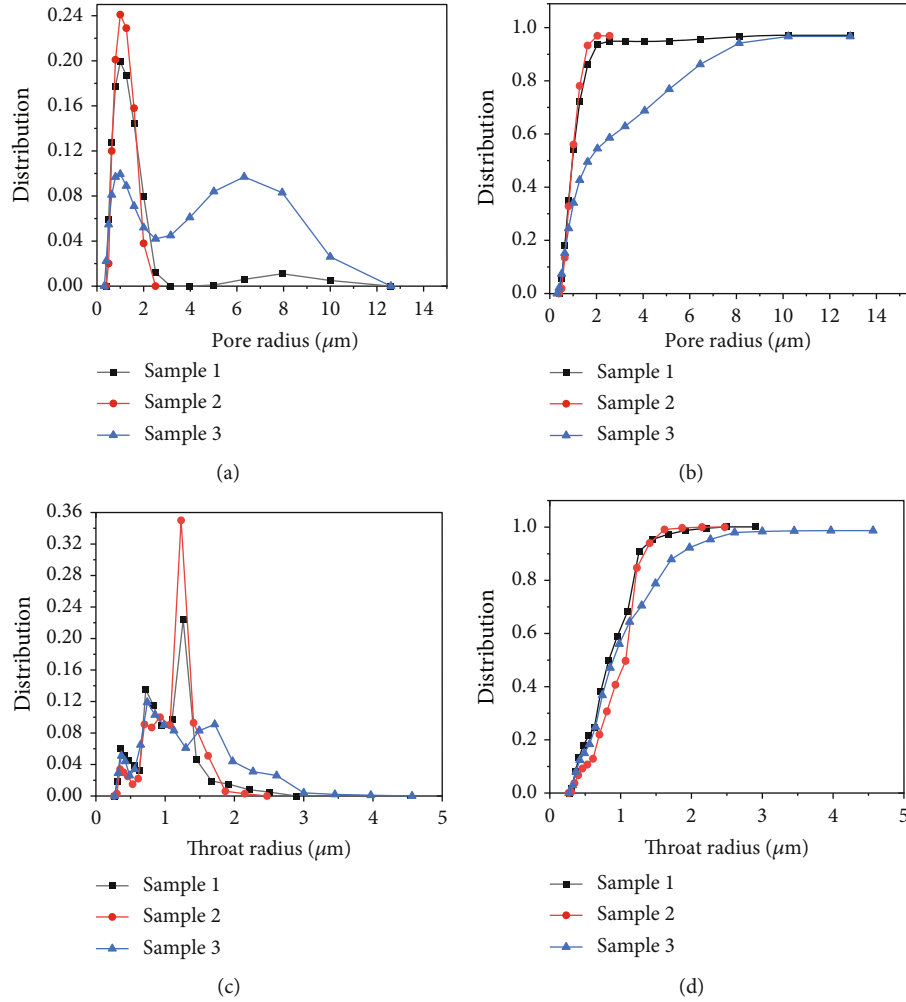 0.24
0.20
0.16
0.12
0.08
0.04
0.00
Distribution
0 2 4 6 8 10 12 14
Pore radius (μm)
Sample 1
Sample 2
Sample 3
(a)
1.0
0.8
0.6
0.4
0.2
0.0
Distribution
0 2 4 6 8 10 12 14
Pore radius (μm)
Sample 1
Sample 2
Sample 3
(b)
0.36
0.32
0.28
0.24
0.20
0.16
0.12
0.08
0.04
0.00
Distribution
0 1 2 3 4 5
Throat radius (μm)
Sample 1
Sample 2
Sample 3
(c)
1.0
0.8
0.6
0.4
0.2
0.0
Distribution
0 1 2 3 4 5
Throat radius (μm)
Sample 1
Sample 2
Sample 3
(d)